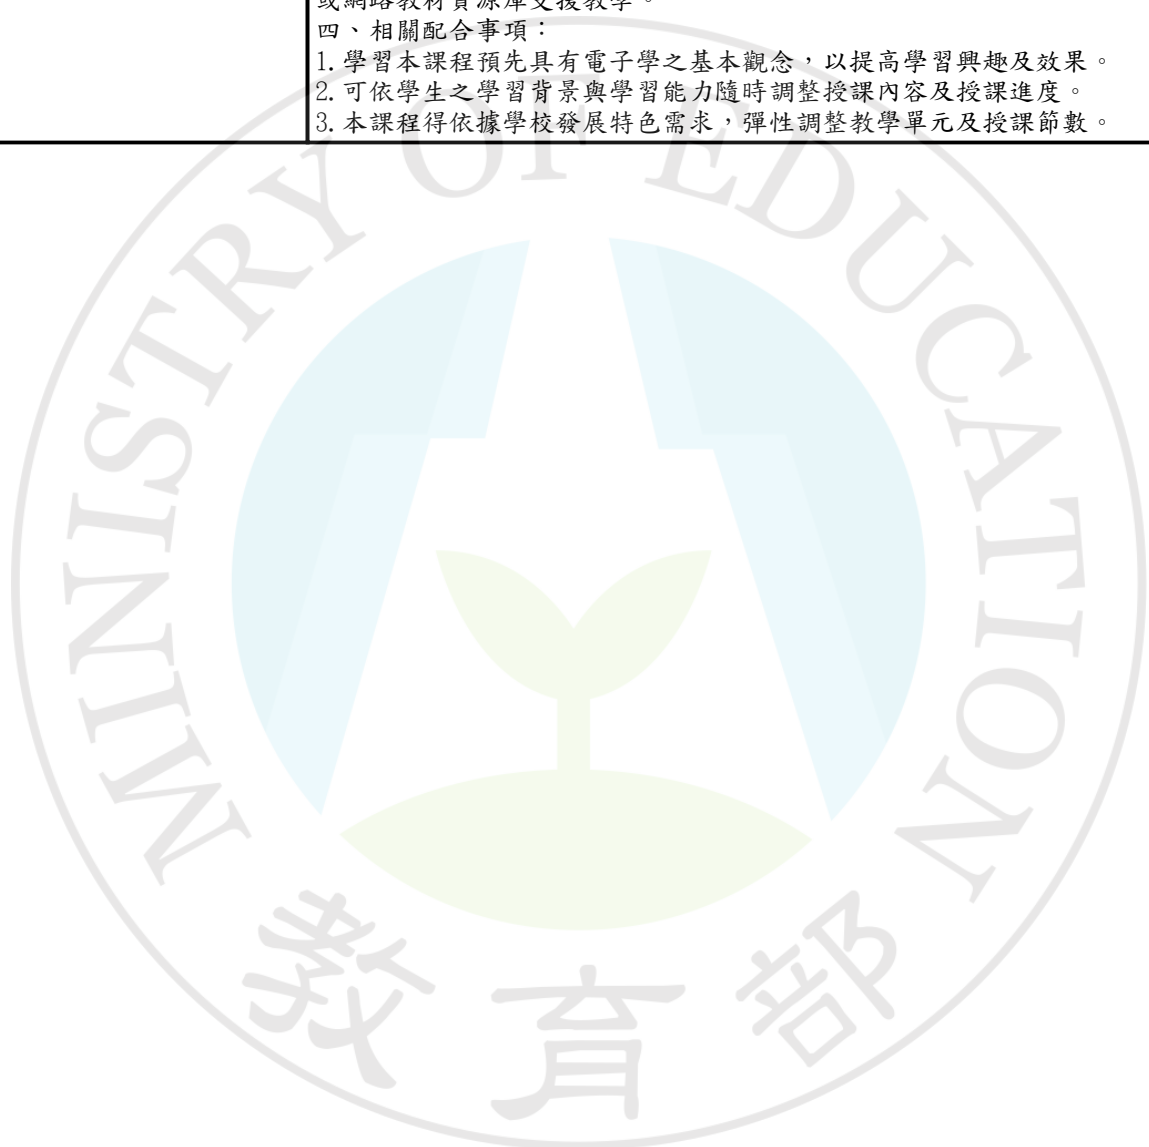 或網路教材資源庫支援教學。
四、相關配合事項：
1.學習本課程預先具有電子學之基本觀念，以提高學習興趣及效果。
2.可依學生之學習背景與學習能力隨時調整授課內容及授課進度。
3.本課程得依據學校發展特色需求，彈性調整教學單元及授課節數。
MINISTRY OF EDUCATION
教育部